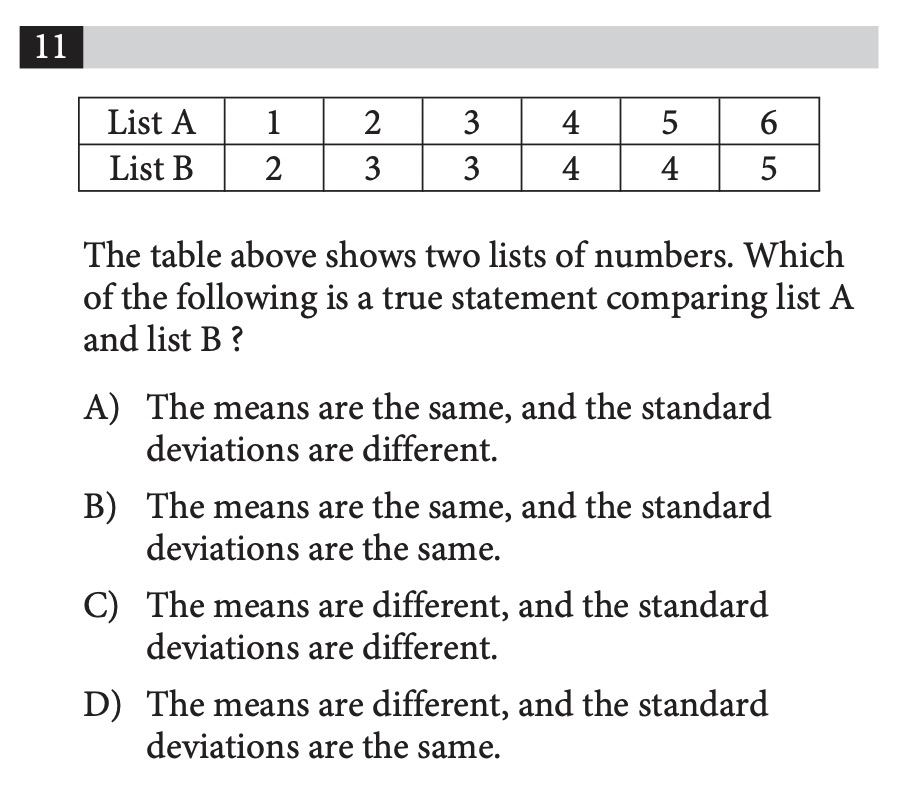 11
List A 1 2 3 4 5 6
List B 2 3 3 4 4 5
The table above shows two lists of numbers. Which
of the following is a true statement comparing list A
and list B ?
A) The means are the same, and the standard
deviations are different.
B) The means are the same, and the standard
deviations are the same.
C) The means are different, and the standard
deviations are different.
D) The means are different, and the standard
deviations are the same.